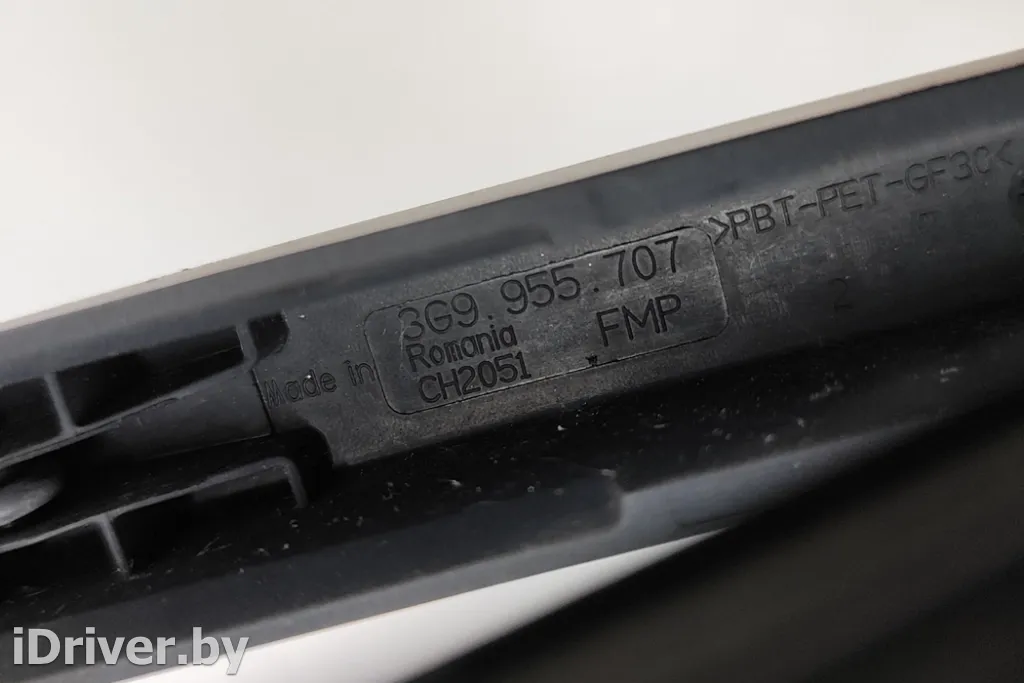 >PBT-PET-GF30<
3G9.955.707
Made in Romania FMP
CH2051
iDriver.by